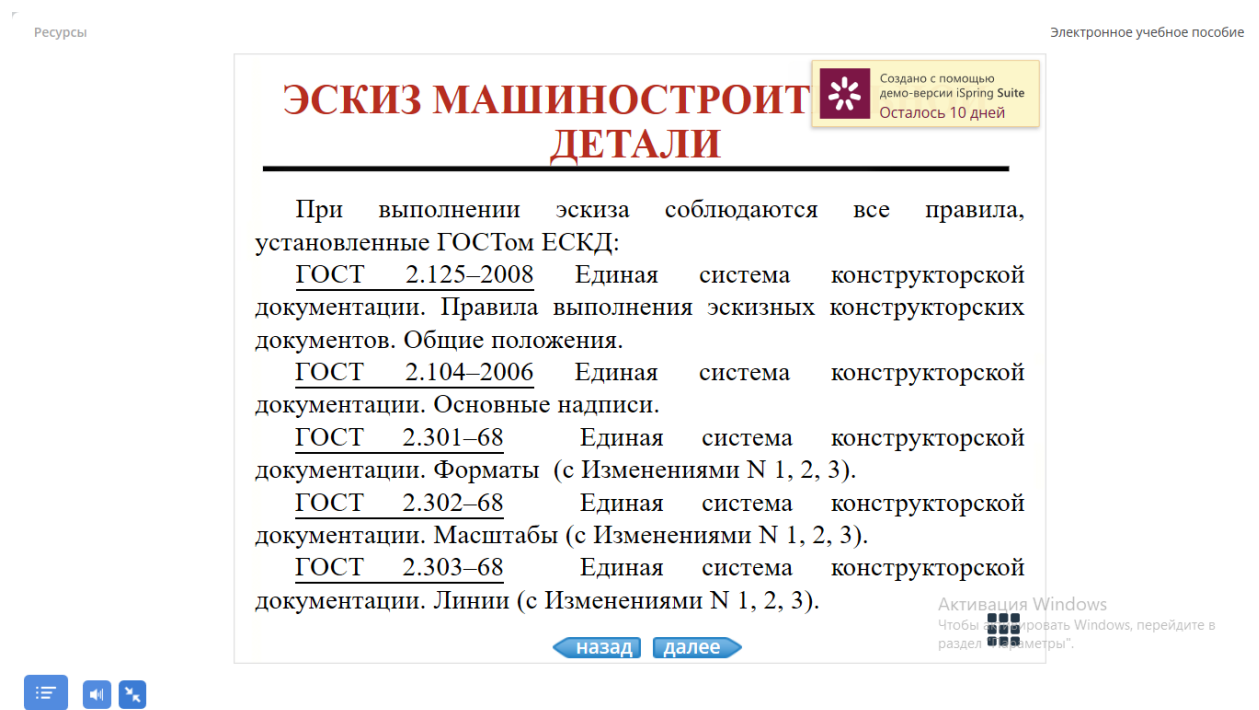 Ресурсы
Электронное учебное пособие
Создано с помощью
демо-версии iSpring Suite
Осталось 10 дней
ЭСКИЗ МАШИНОСТРОИТ
ДЕТАЛИ
При выполнении эскиза соблюдаются все правила,
установленные ГОСТом ЕСКД:
ГОСТ 2.125–2008 Единая система конструкторской
документации. Правила выполнения эскизных конструкторских
документов. Общие положения.
ГОСТ 2.104–2006 Единая система конструкторской
документации. Основные надписи.
ГОСТ 2.301–68 Единая система конструкторской
документации. Форматы (с Изменениями N 1, 2, 3).
ГОСТ 2.302–68 Единая система конструкторской
документации. Масштабы (с Изменениями N 1, 2, 3).
ГОСТ 2.303–68 Единая система конструкторской
документации. Линии (с Изменениями N 1, 2, 3).
Активация Windows
Чтобы активировать Windows, перейдите в
раздел "Параметры".
назад
далее